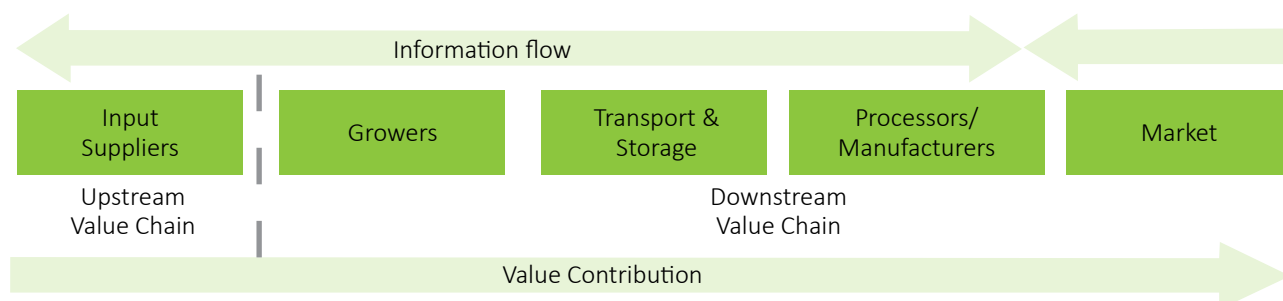 Information flow
Input
Suppliers
Growers
Transport &
Storage
Processors/
Manufacturers
Market
Upstream
Value Chain
Downstream
Value Chain
Value Contribution